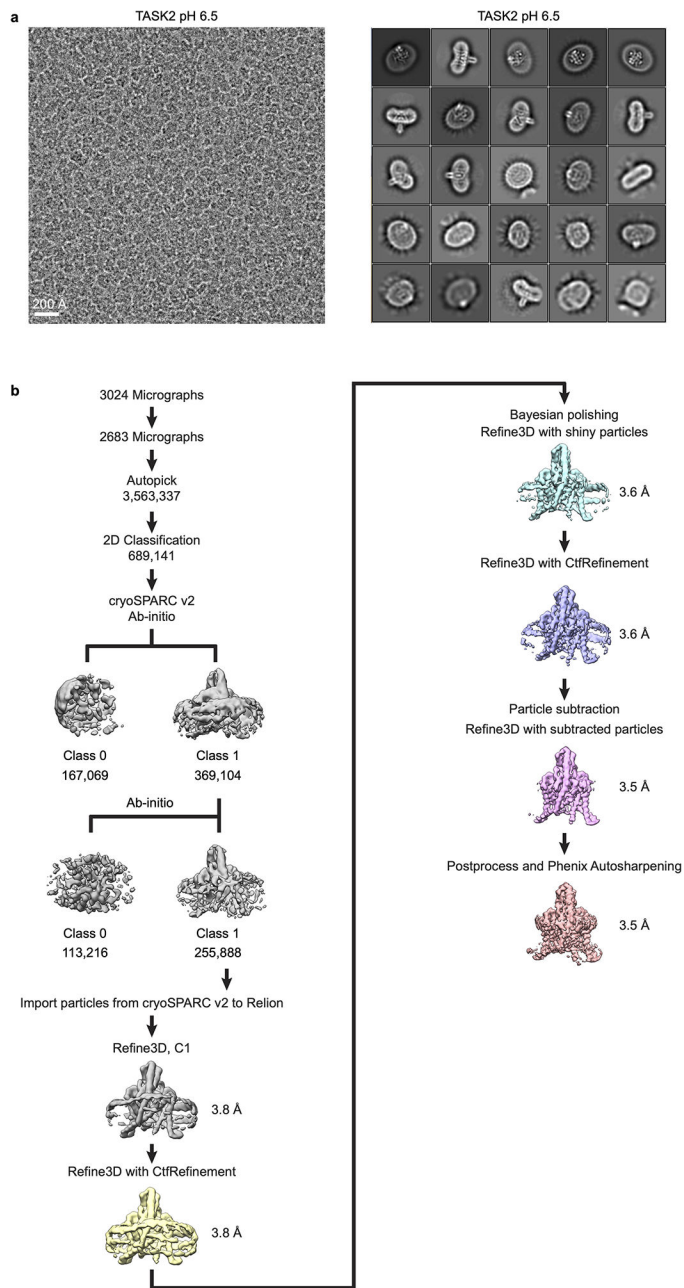 a
TASK2 pH 6.5
TASK2 pH 6.5
200 Å
b
3024 Micrographs
2683 Micrographs
Autopick
3,563,337
2D Classification
689,141
cryoSPARC v2
Ab-initio
Class 0
167,069
Class 1
369,104
Ab-initio
Class 0
113,216
Class 1
255,888
Import particles from cryoSPARC v2 to Relion
Refine3D, C1
3.8 Å
Refine3D with CtfRefinement
3.8 Å
Bayesian polishing
Refine3D with shiny particles
3.6 Å
Refine3D with CtfRefinement
3.6 Å
Particle subtraction
Refine3D with subtracted particles
3.5 Å
Postprocess and Phenix Autosharpening
3.5 Å